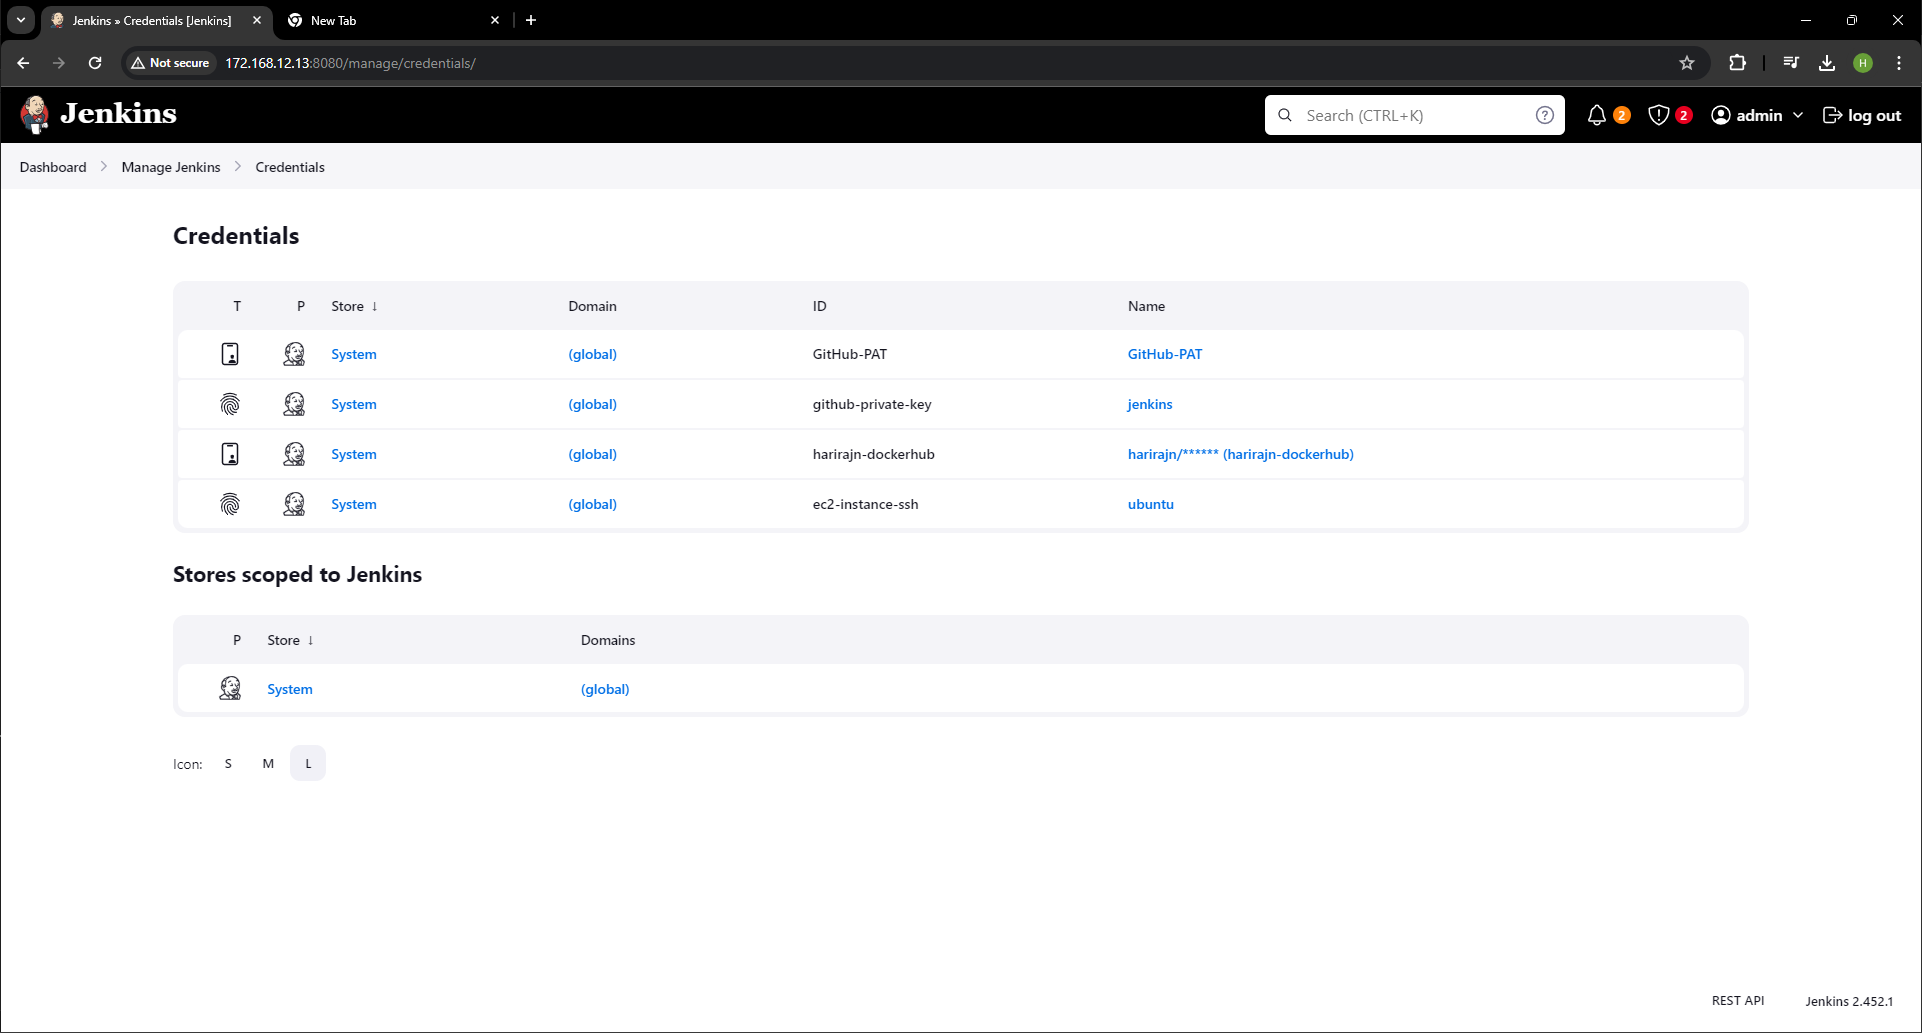 Jenkins » Credentials [Jenkins]
New Tab
Not secure 172.168.12.13:8080/manage/credentials/
H
Jenkins
Search (CTRL+K)
2
2
admin
log out
Dashboard
Manage Jenkins
Credentials
Credentials
T P Store ↓ Domain ID Name
System (global) GitHub-PAT GitHub-PAT
System (global) github-private-key jenkins
System (global) harirajn-dockerhub harirajn/****** (harirajn-dockerhub)
System (global) ec2-instance-ssh ubuntu
Stores scoped to Jenkins
P Store ↓ Domains
System (global)
Icon: S M L
REST API Jenkins 2.452.1